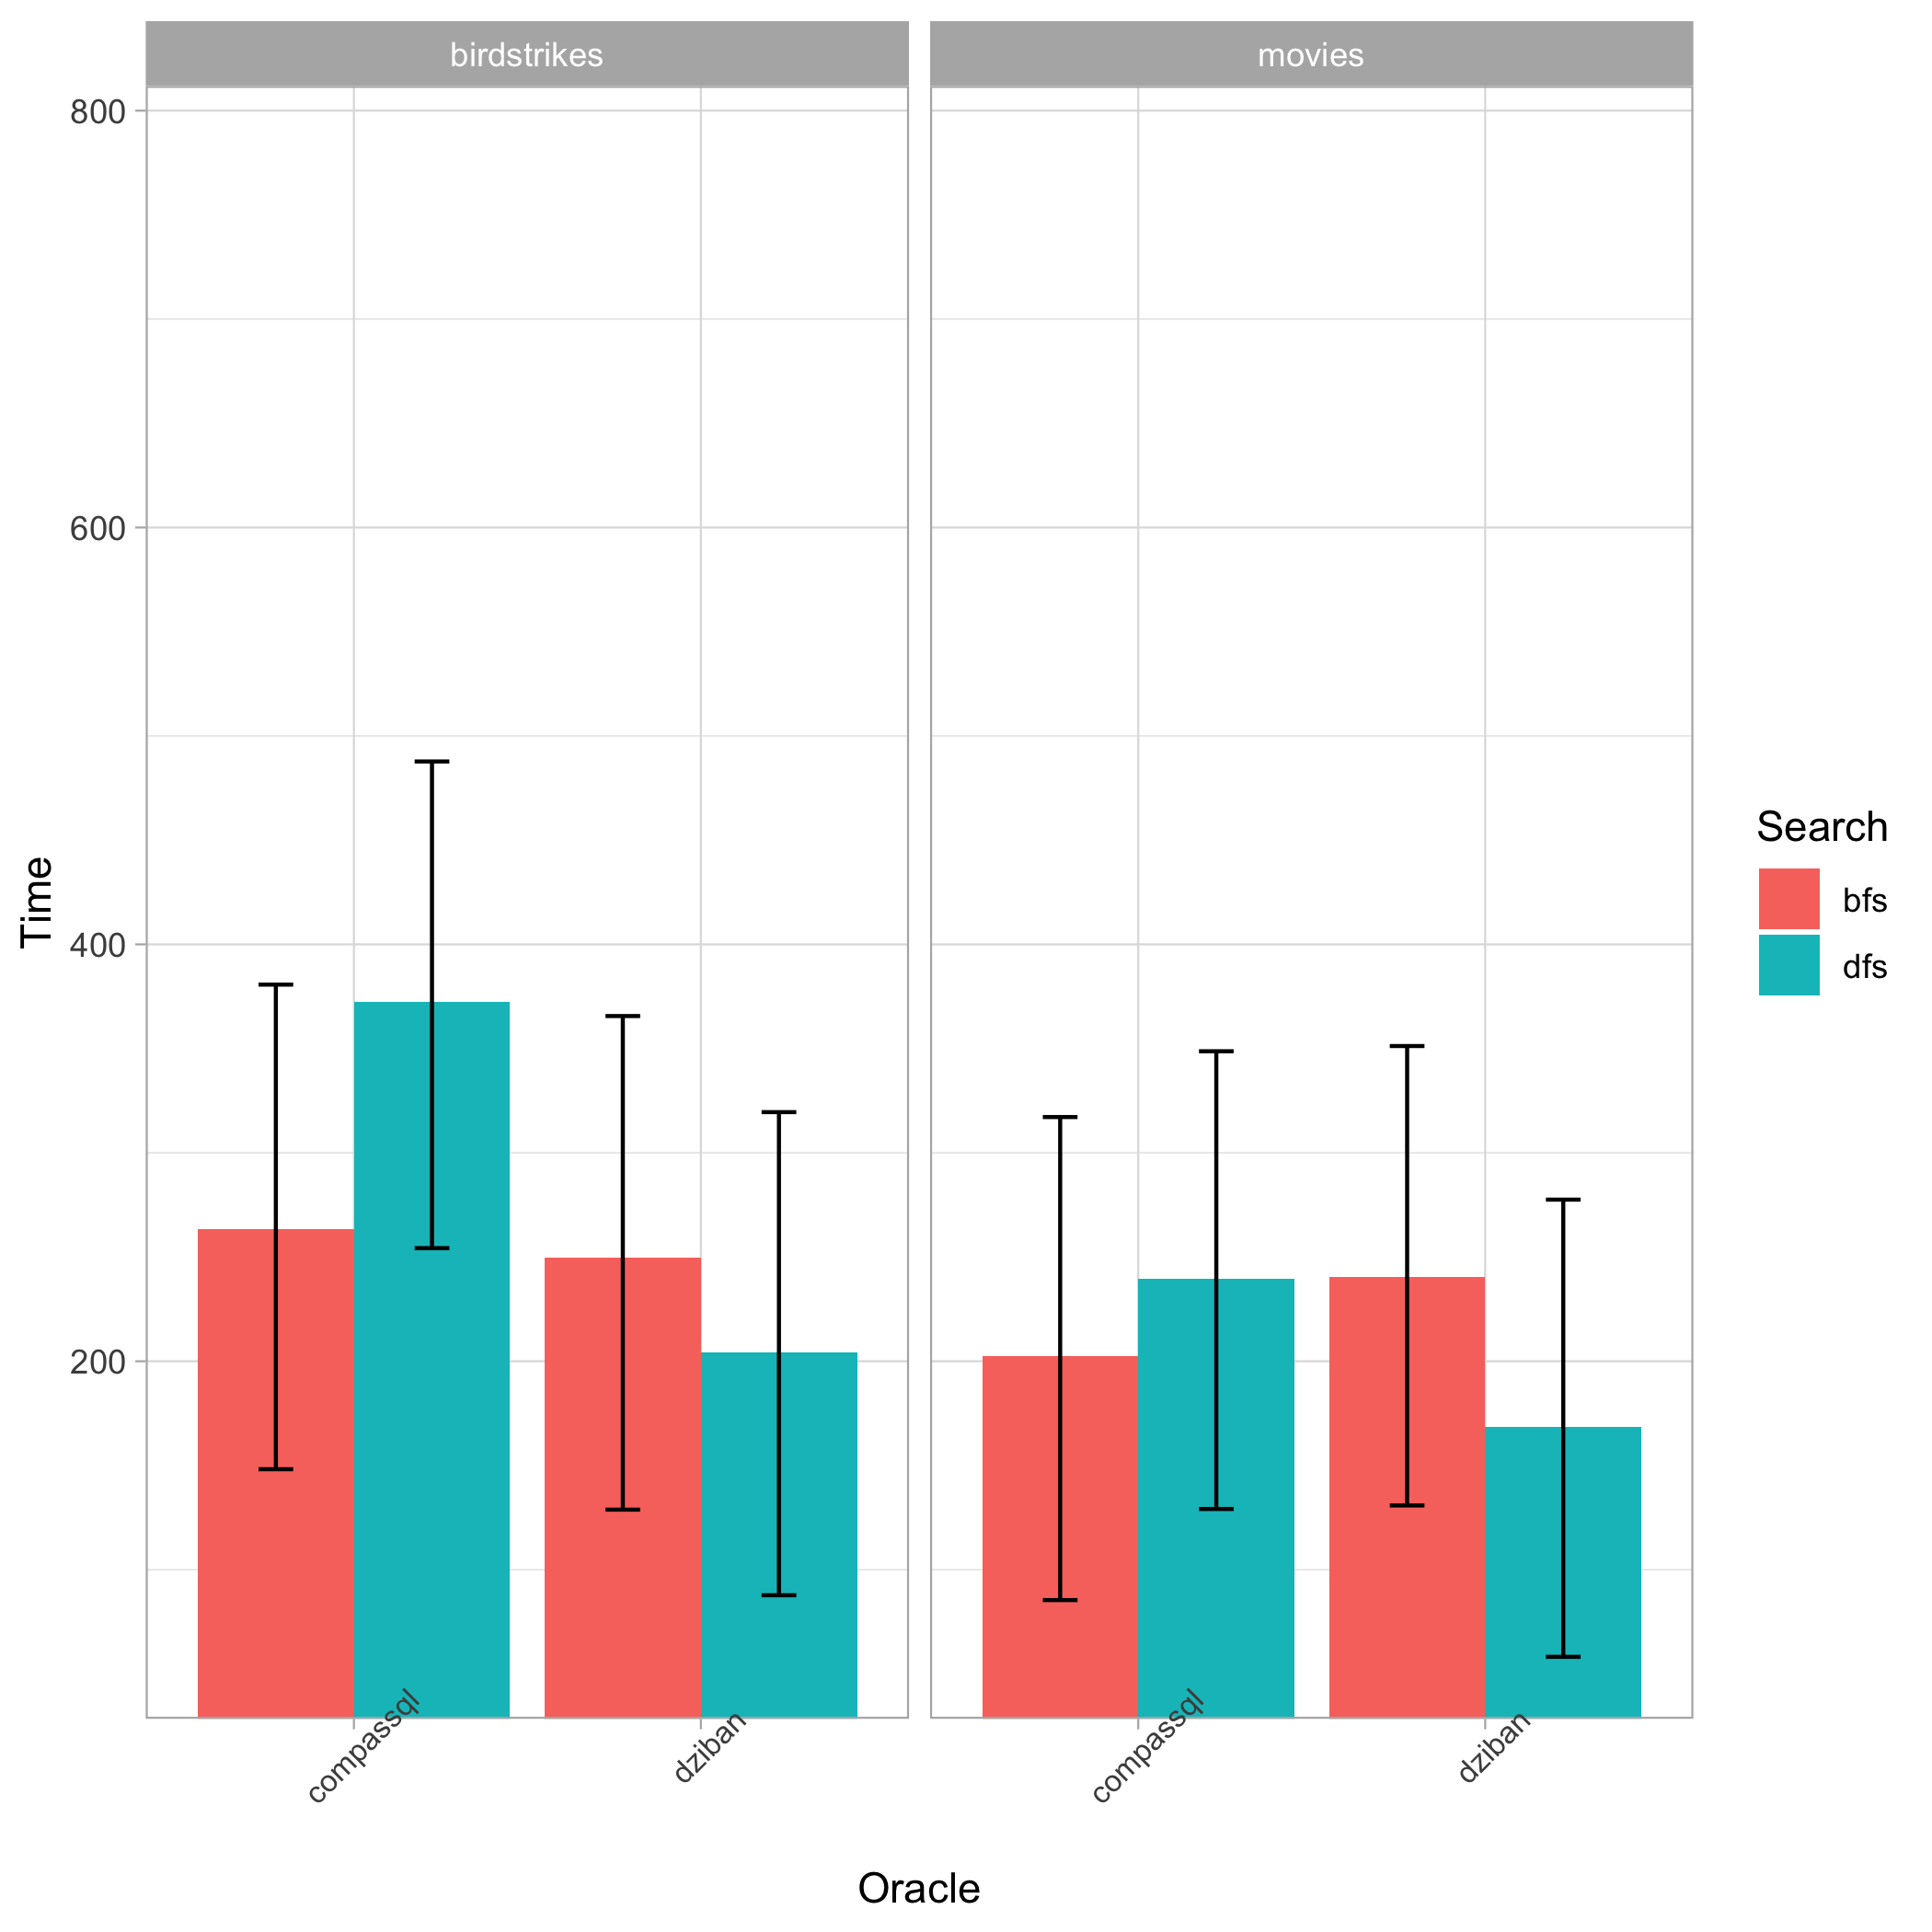 birdstrikes
movies
800
600
400
200
Time
compassql
dziban
compassql
dziban
Oracle
Search
bfs
dfs